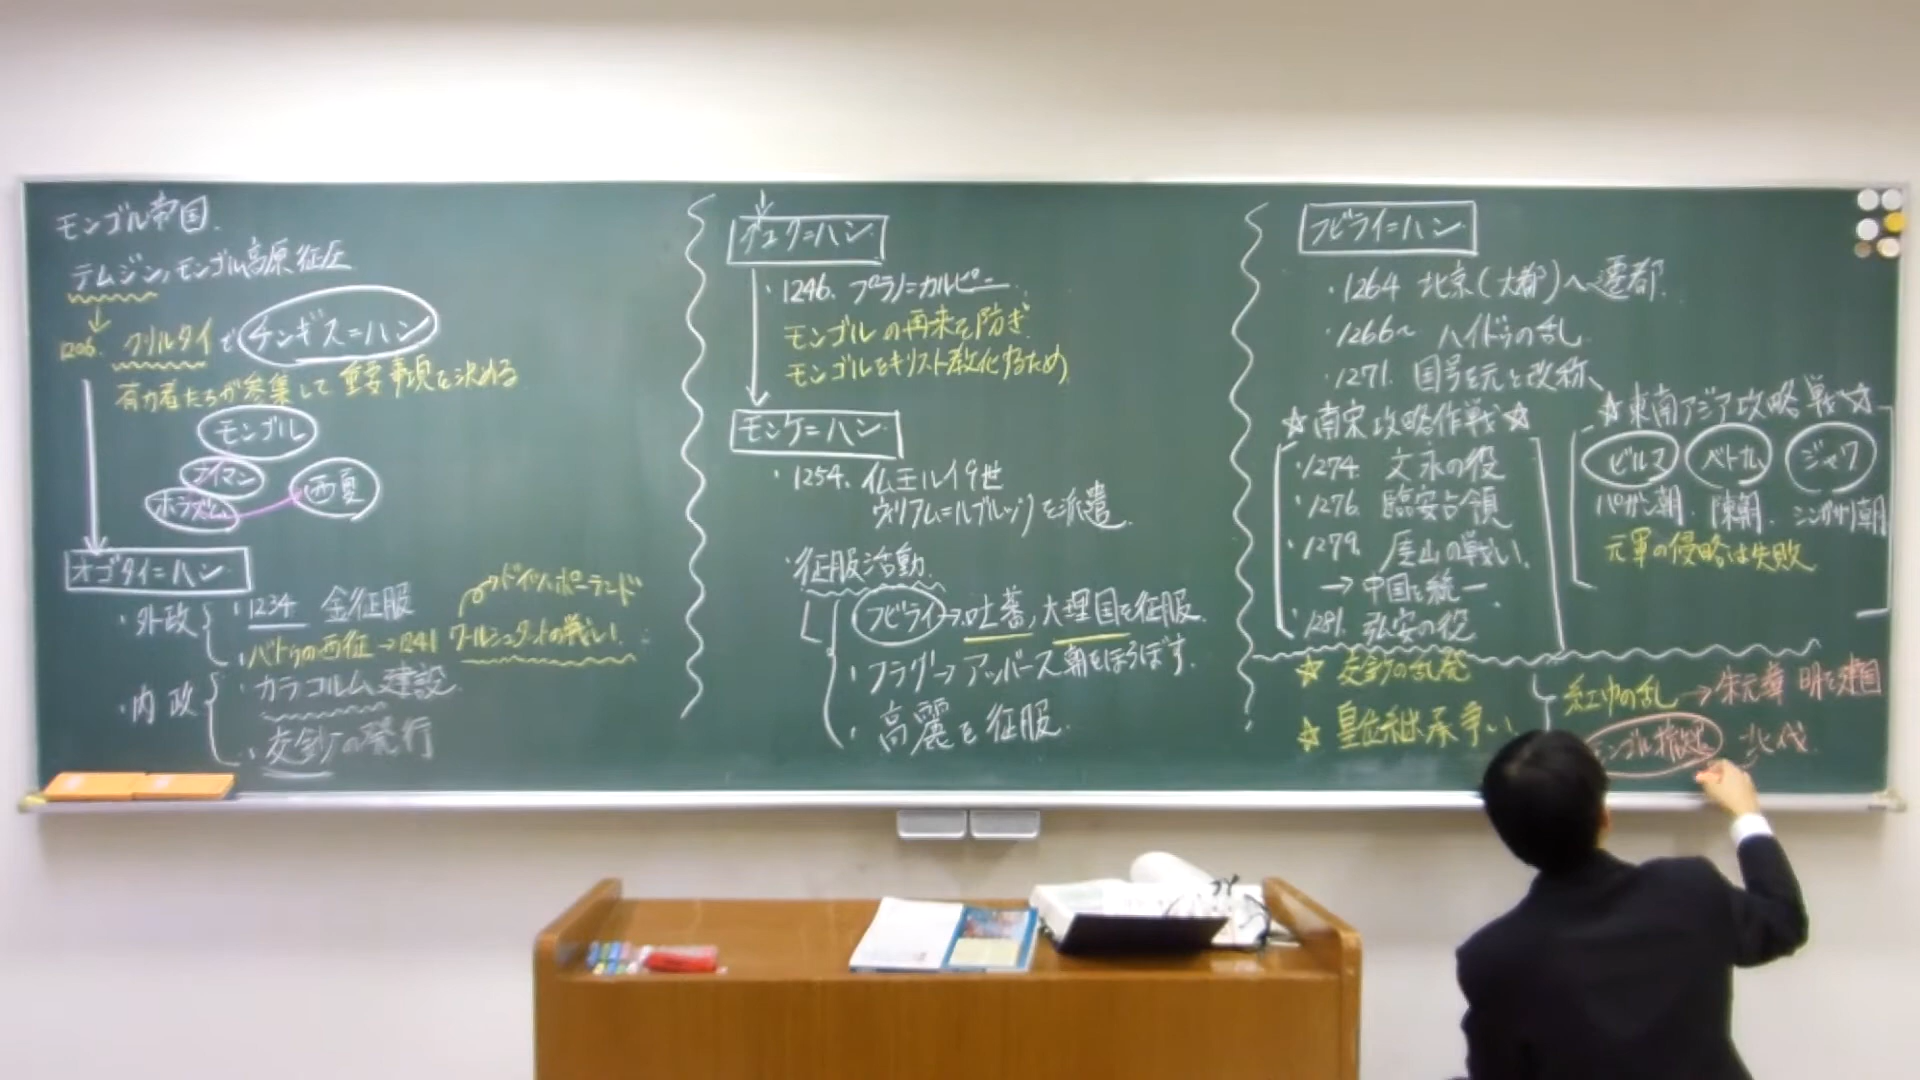 モンゴル帝国.
テムジン,モンゴル高原征圧
1206. クリルタイでチンギス=ハン
有力者たちが参集して重要事項を決める
モンゴル
ナイマン
ホラズム 西夏
オゴタイ=ハン
・外政 ・1234 金征服
→ドイツ,ポーランド
・バトゥの西征→1241 ワールシュタットの戦い.
・内政 ・カラコルム建設
・交鈔の発行
↓
ギュク=ハン
・1246. プラノ=カルピニ
モンゴルの再来を防ぎ
モンゴルをキリスト教化するため
モンケ=ハン
・1254. 仏王ルイ9世
ウィリアム=ルブルックを派遣.
・征服活動.
フビライ→吐蕃,大理国を征服.
・フラグ→アッバース朝をほろぼす.
・高麗を征服.
フビライ=ハン
・1264 北京(大都)へ遷都.
・1266〜 ハイドゥの乱.
・1271. 国号を元と改称.
☆南宋攻略作戦☆
・1274. 文永の役
・1276. 臨安占領
・1279. 厓山の戦い.
→中国を統一.
・1281. 弘安の役
☆東南アジア攻略戦☆
ビルマ ベトナム ジャワ
パガン朝. 陳朝. シンガサリ朝
元軍の侵略は失敗
☆ 交鈔の乱発
☆ 皇位継承争い
紅巾の乱→朱元璋 明を建国
モンゴル撤退 北伐